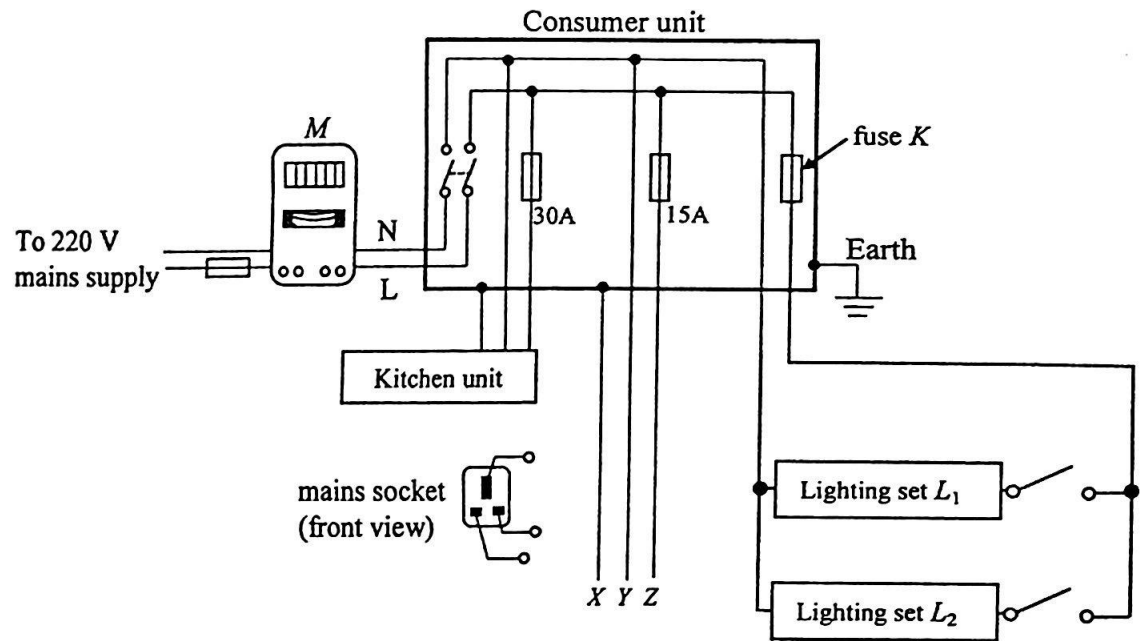 Consumer unit
M
fuse K
30A
15A
To 220 V
mains supply
N
L
Earth
Kitchen unit
mains socket
(front view)
Lighting set L₁
Lighting set L₂
X Y Z